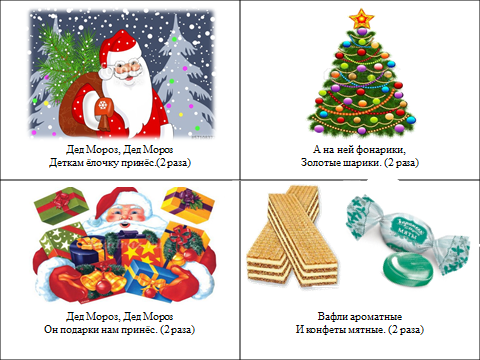 Дед Мороз, Дед Мороз
Деткам ёлочку принёс.(2 раза)
А на ней фонарики,
Золотые шарики. (2 раза)
Дед Мороз, Дед Мороз
Он подарки нам принёс. (2 раза)
Вафли ароматные
И конфеты мятные. (2 раза)